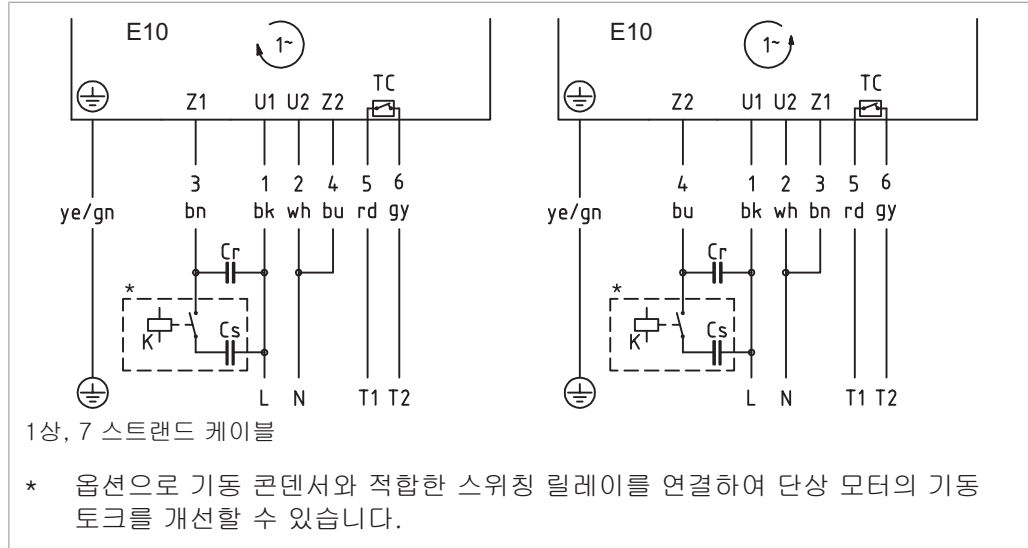 E10
1~
TC
Z1 U1 U2 Z2
3 1 2 4 5 6
ye/gn bn bk wh bu rd gy
Cr
*
K Cs
L N T1 T2
E10
1~
TC
Z2 U1 U2 Z1
4 1 2 3 5 6
ye/gn bu bk wh bn rd gy
Cr
*
K Cs
L N T1 T2
1상, 7 스트랜드 케이블
* 옵션으로 기동 콘덴서와 적합한 스위칭 릴레이를 연결하여 단상 모터의 기동
토크를 개선할 수 있습니다.